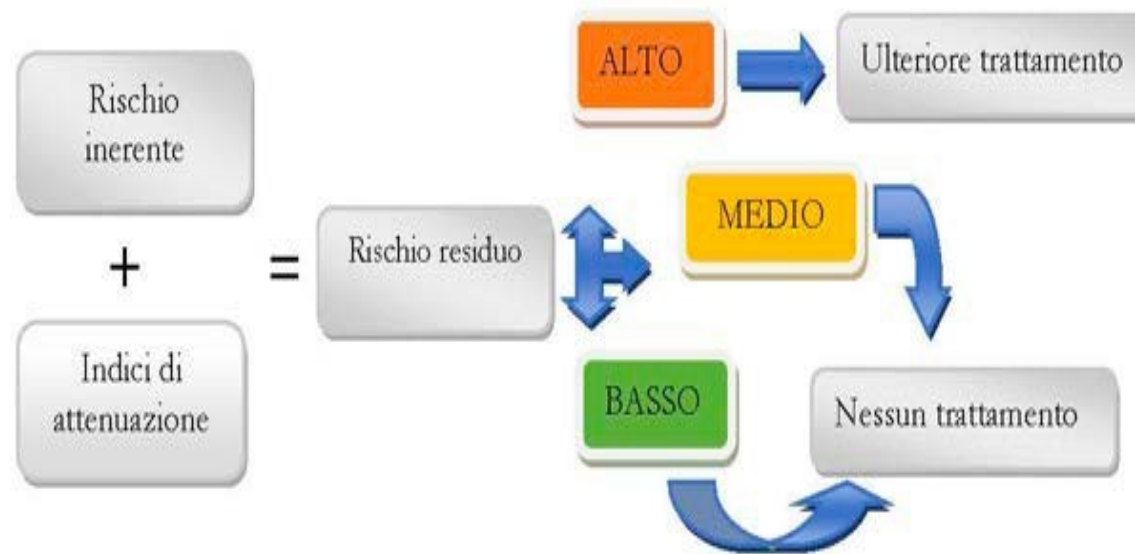 Rischio
inerente
+
Indici di
attenuazione
=
Rischio residuo
ALTO
Ulteriore trattamento
MEDIO
BASSO
Nessun trattamento